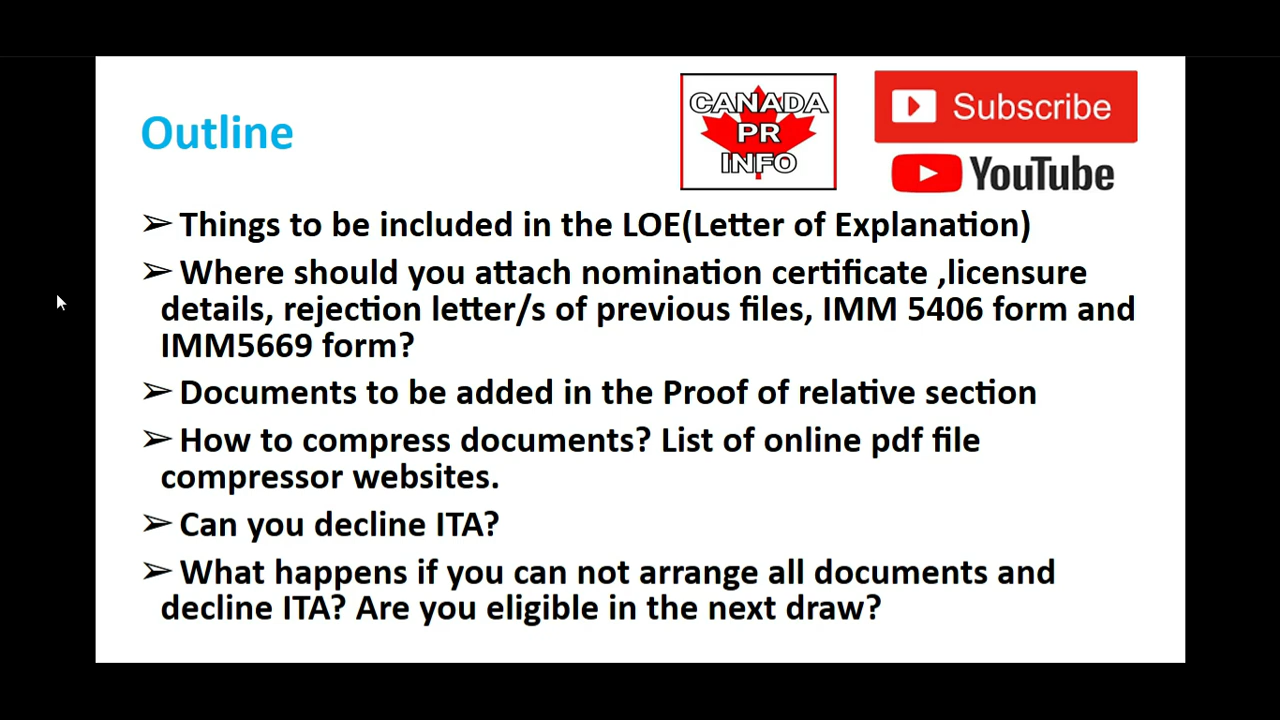 CANADA
PR
INFO
Subscribe
YouTube
Outline
➢ Things to be included in the LOE(Letter of Explanation)
➢ Where should you attach nomination certificate ,licensure
details, rejection letter/s of previous files, IMM 5406 form and
IMM5669 form?
➢ Documents to be added in the Proof of relative section
➢ How to compress documents? List of online pdf file
compressor websites.
➢ Can you decline ITA?
➢ What happens if you can not arrange all documents and
decline ITA? Are you eligible in the next draw?